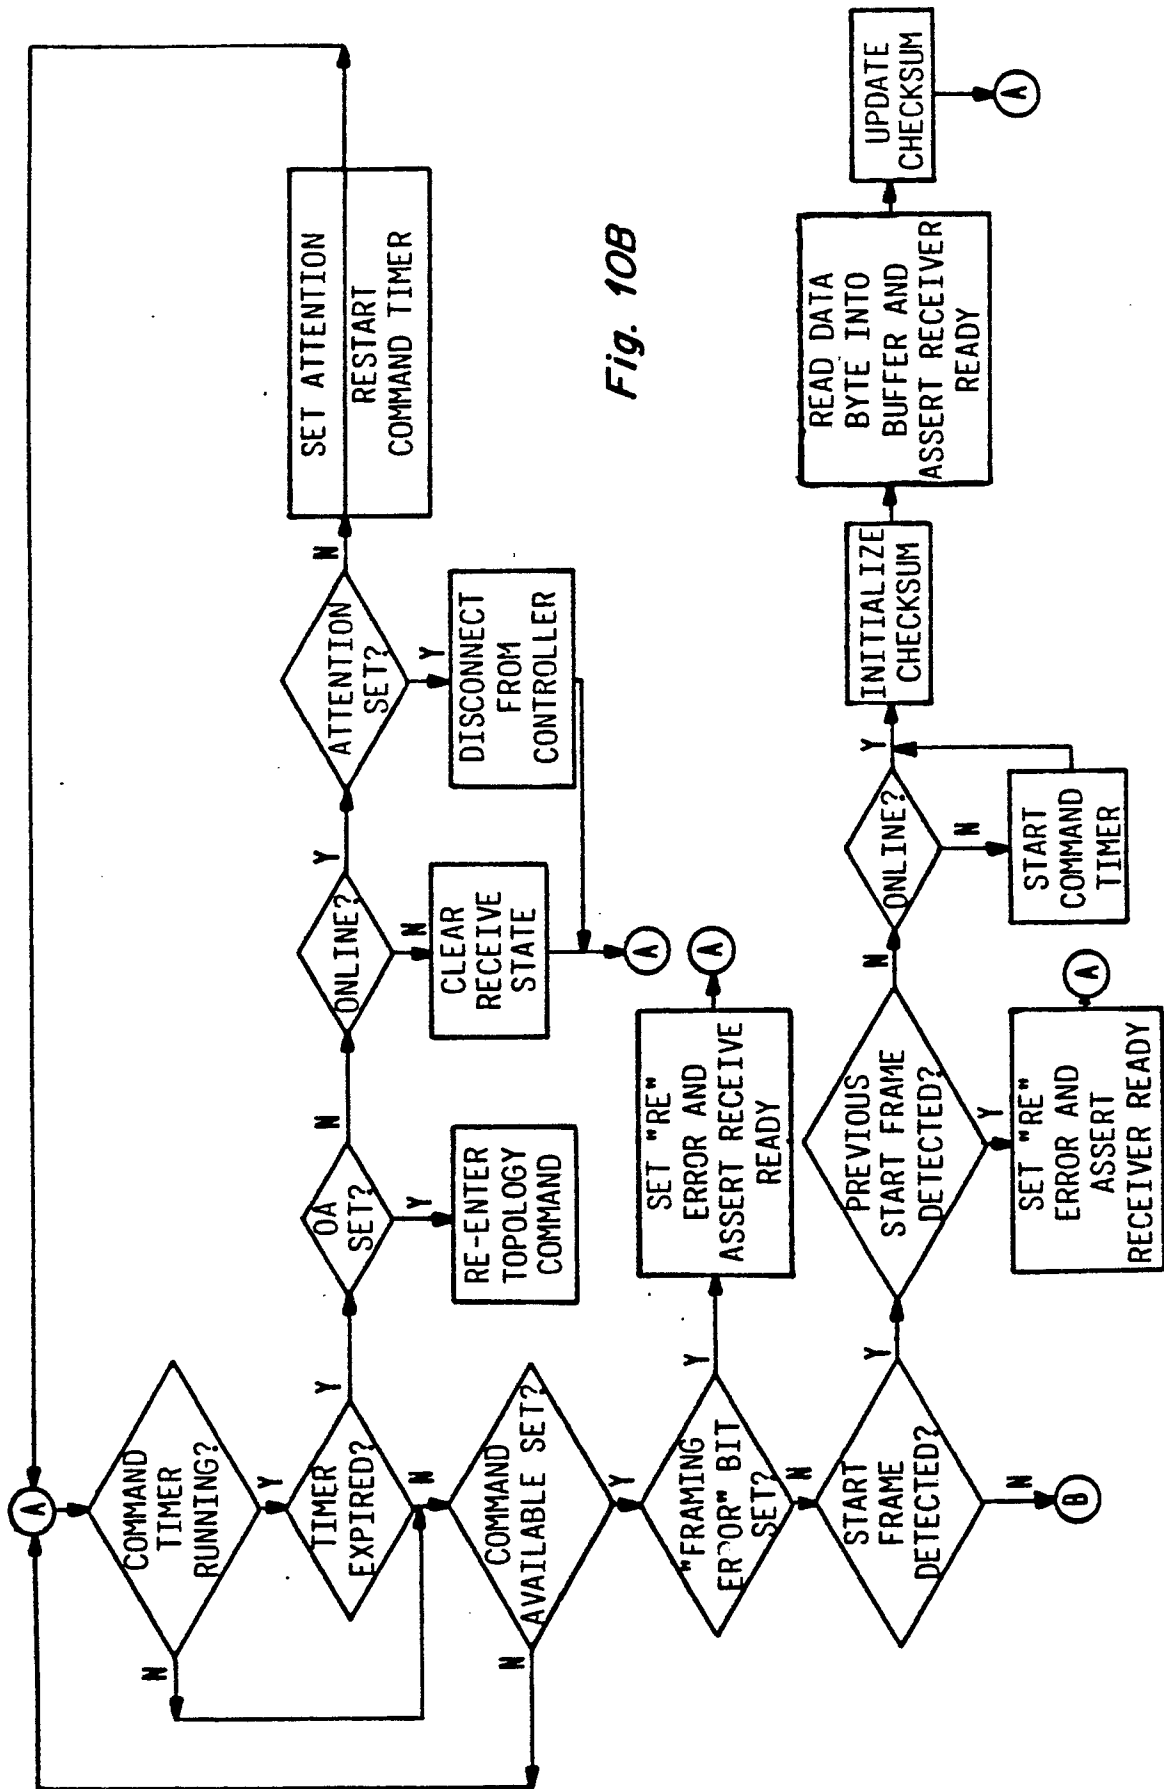 A
COMMAND
TIMER
RUNNING?
N
Y
TIMER
EXPIRED?
Y
N
OA
SET?
N
Y
RE-ENTER
TOPOLOGY
COMMAND
ONLINE?
Y
N
CLEAR
RECEIVE
STATE
A
ATTENTION
SET?
N
Y
DISCONNECT
FROM
CONTROLLER
SET ATTENTION
RESTART
COMMAND TIMER
COMMAND
AVAILABLE SET?
N
Y
"FRAMING
ERROR" BIT
SET?
Y
N
SET "RE"
ERROR AND
ASSERT RECEIVE
READY
A
Fig. 10B
START
FRAME
DETECTED?
Y
N
B
PREVIOUS
START FRAME
DETECTED?
N
Y
SET "RE"
ERROR AND
ASSERT
RECEIVER READY
A
ONLINE?
Y
N
START
COMMAND
TIMER
INITIALIZE
CHECKSUM
READ DATA
BYTE INTO
BUFFER AND
ASSERT RECEIVER
READY
UPDATE
CHECKSUM
A